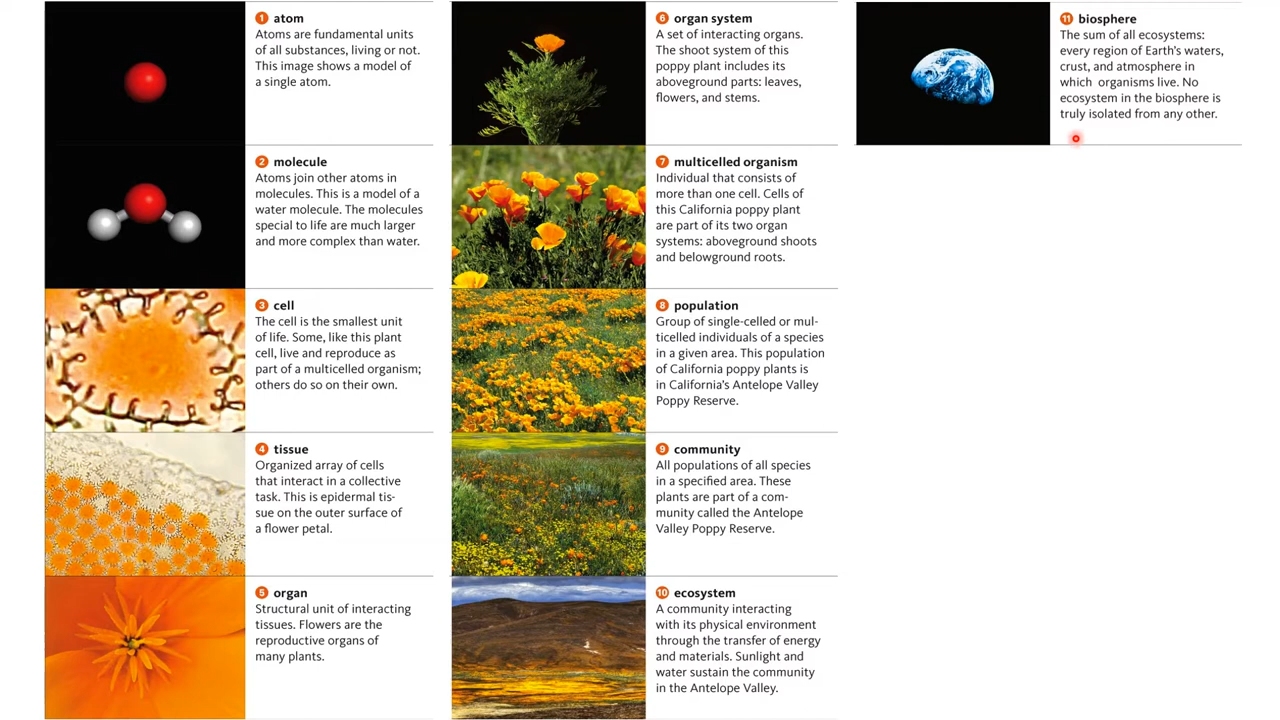 1 atom
Atoms are fundamental units
of all substances, living or not.
This image shows a model of
a single atom.
2 molecule
Atoms join other atoms in
molecules. This is a model of a
water molecule. The molecules
special to life are much larger
and more complex than water.
3 cell
The cell is the smallest unit
of life. Some, like this plant
cell, live and reproduce as
part of a multicelled organism;
others do so on their own.
4 tissue
Organized array of cells
that interact in a collective
task. This is epidermal tis-
sue on the outer surface of
a flower petal.
5 organ
Structural unit of interacting
tissues. Flowers are the
reproductive organs of
many plants.
6 organ system
A set of interacting organs.
The shoot system of this
poppy plant includes its
aboveground parts: leaves,
flowers, and stems.
7 multicelled organism
Individual that consists of
more than one cell. Cells of
this California poppy plant
are part of its two organ
systems: aboveground shoots
and belowground roots.
8 population
Group of single-celled or mul-
ticelled individuals of a species
in a given area. This population
of California poppy plants is
in California's Antelope Valley
Poppy Reserve.
9 community
All populations of all species
in a specified area. These
plants are part of a com-
munity called the Antelope
Valley Poppy Reserve.
10 ecosystem
A community interacting
with its physical environment
through the transfer of energy
and materials. Sunlight and
water sustain the community
in the Antelope Valley.
11 biosphere
The sum of all ecosystems:
every region of Earth's waters,
crust, and atmosphere in
which organisms live. No
ecosystem in the biosphere is
truly isolated from any other.